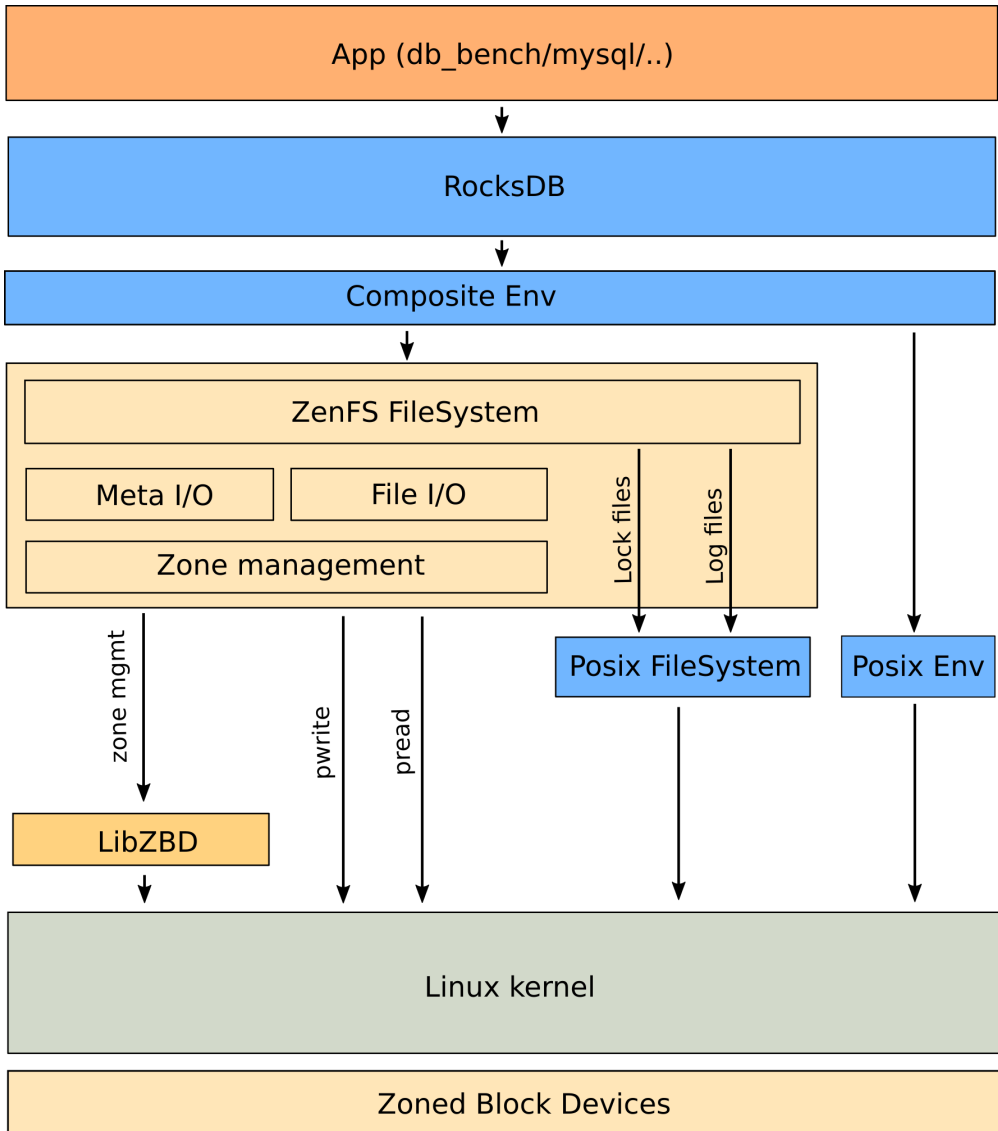 App (db_bench/mysql/..)
RocksDB
Composite Env
ZenFS FileSystem
Meta I/O
File I/O
Zone management
Lock files
Log files
zone mgmt
pwrite
pread
Posix FileSystem
Posix Env
LibZBD
Linux kernel
Zoned Block Devices